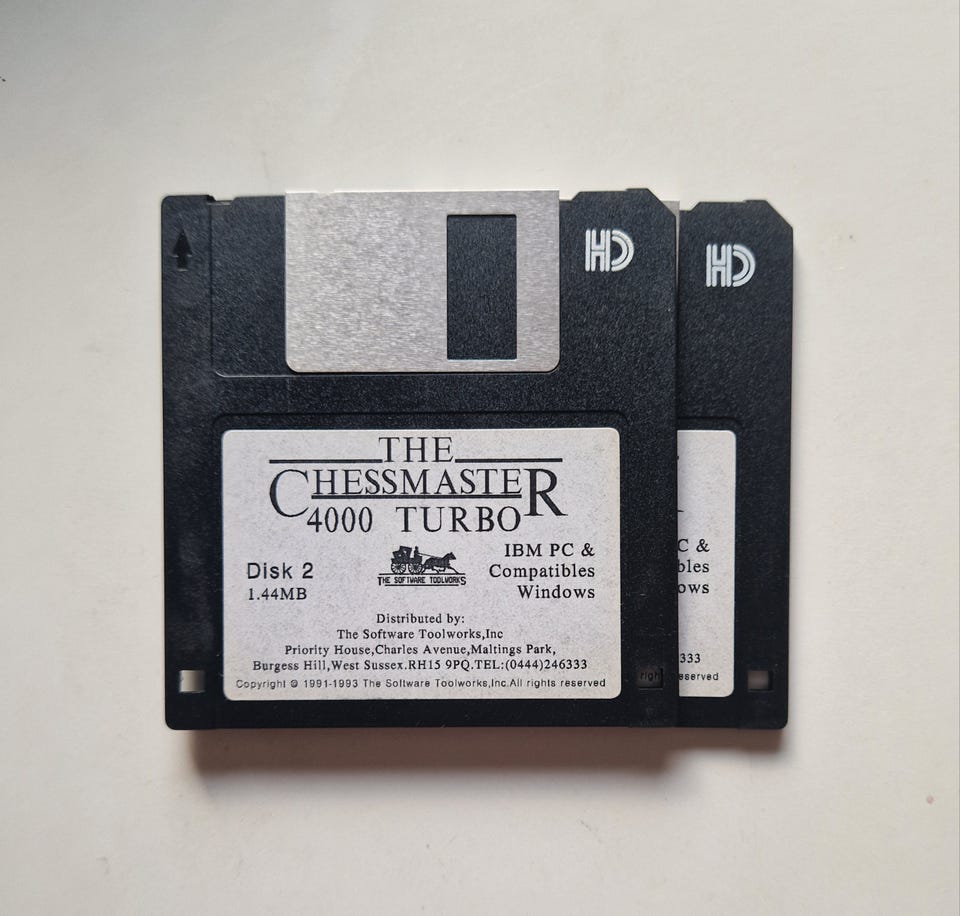 HD
HD
THE
CHESSMASTER
4000 TURBO
Disk 2
1.44MB
THE SOFTWARE TOOLWORKS
IBM PC &
Compatibles
Windows
Distributed by:
The Software Toolworks,Inc
Priority House,Charles Avenue,Maltings Park,
Burgess Hill,West Sussex.RH15 9PQ.TEL:(0444)246333
Copyright © 1991-1993 The Software Toolworks,Inc.All rights reserved
righ
C &
bles
ows
333
eserved